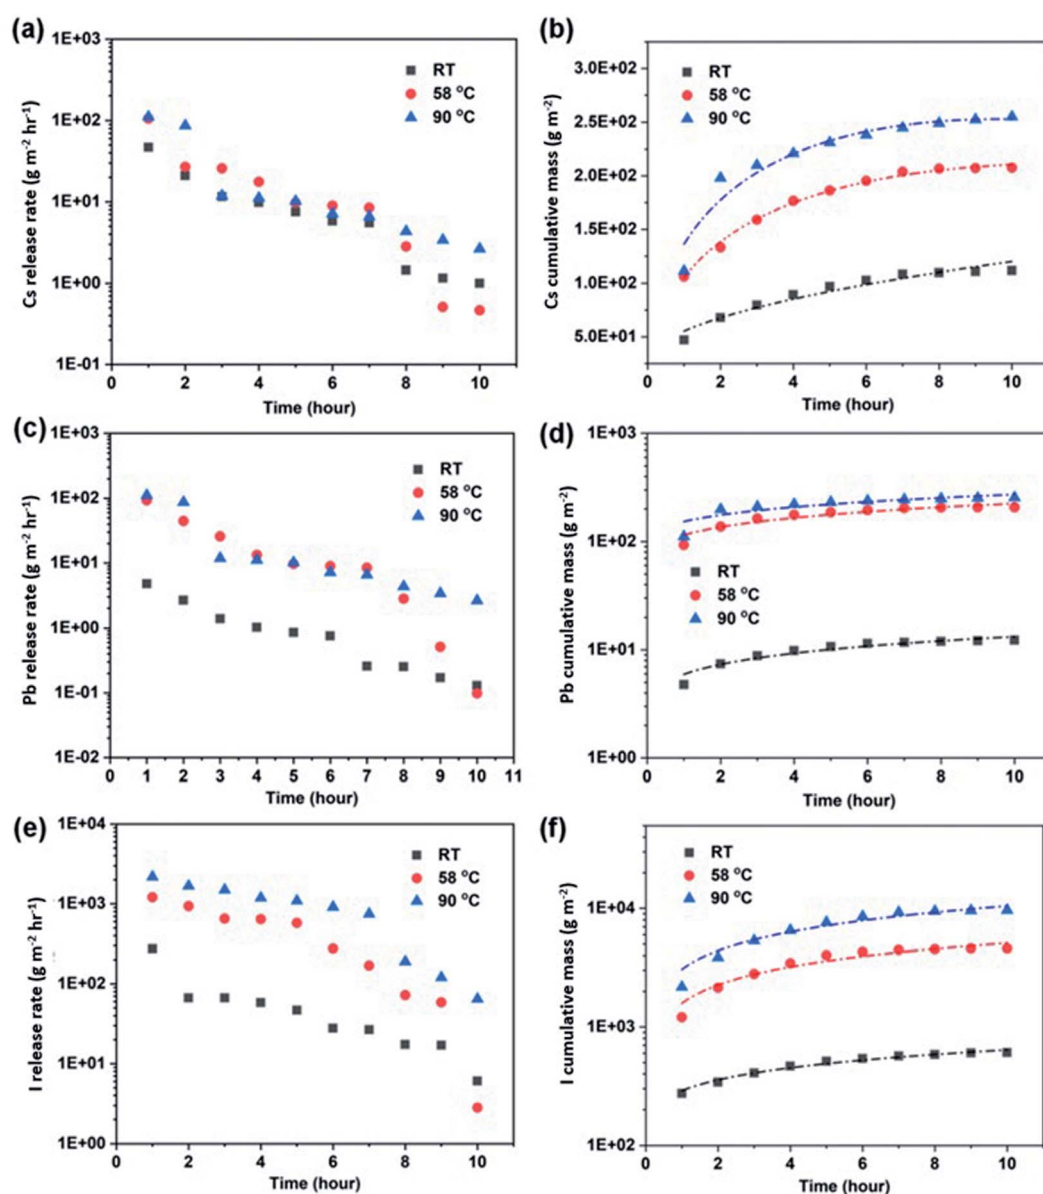 (a)
1E+03
1E+02
1E+01
1E+00
1E-01
Cs release rate (g m⁻² hr⁻¹)
RT
58 °C
90 °C
0 2 4 6 8 10
Time (hour)
(b)
3.0E+02
2.5E+02
2.0E+02
1.5E+02
1.0E+02
5.0E+01
Cs cumulative mass (g m⁻²)
RT
58 °C
90 °C
0 2 4 6 8 10
Time (hour)
(c)
1E+03
1E+02
1E+01
1E+00
1E-01
1E-02
Pb release rate (g m⁻² hr⁻¹)
RT
58 °C
90 °C
0 1 2 3 4 5 6 7 8 9 10 11
Time (hour)
(d)
1E+03
1E+02
1E+01
1E+00
Pb cumulative mass (g m⁻²)
RT
58 °C
90 °C
0 2 4 6 8 10
Time (hour)
(e)
1E+04
1E+03
1E+02
1E+01
1E+00
I release rate (g m⁻² hr⁻¹)
RT
58 °C
90 °C
0 2 4 6 8 10
Time (hour)
(f)
1E+04
1E+03
1E+02
I cumulative mass (g m⁻²)
RT
58 °C
90 °C
0 2 4 6 8 10
Time (hour)